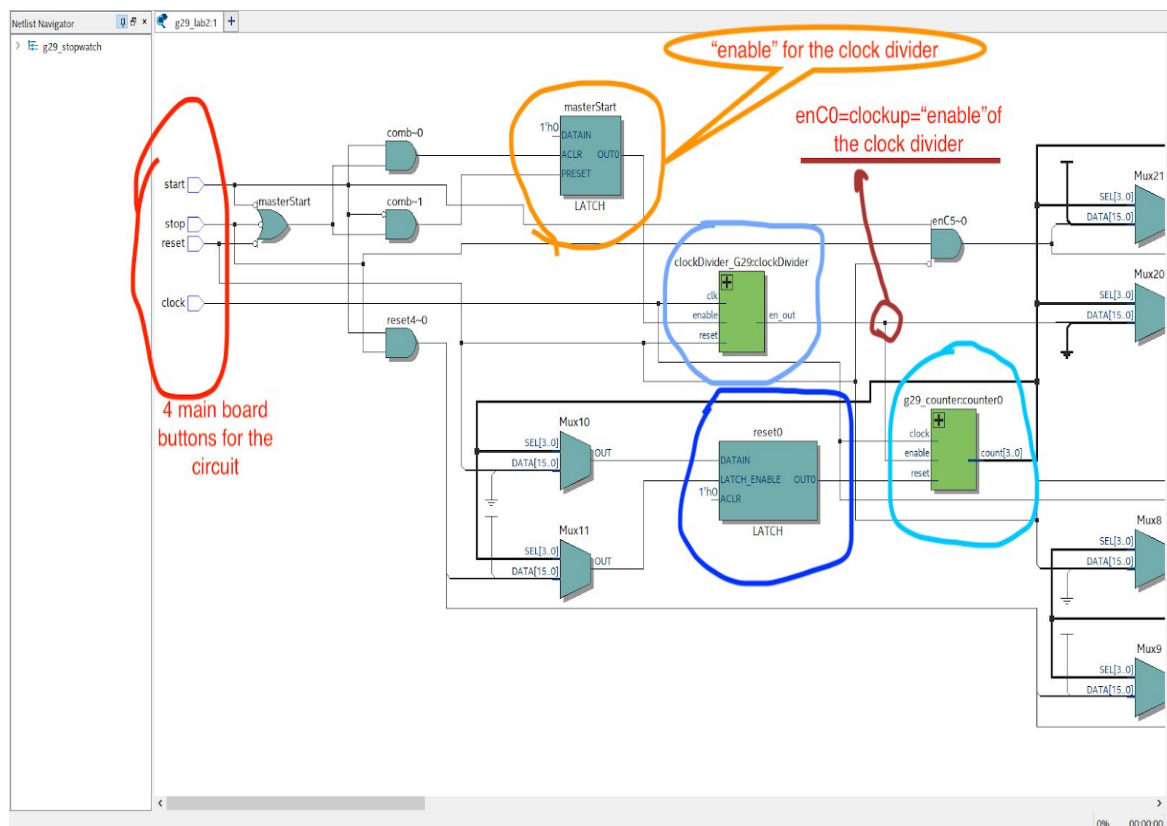 Netlist Navigator
g29_lab2:1
g29_stopwatch
“enable” for the clock divider
masterStart
1'h0
DATAIN
ACLR
OUT0
PRESET
LATCH
comb~0
comb~1
enC0=clockup=“enable”of
the clock divider
start
stop
reset
clock
masterStart
reset4~0
4 main board
buttons for the
circuit
clockDivider_G29:clockDivider
clk
enable
en_out
reset
enC5~0
Mux21
SEL[3..0]
DATA[15..0]
Mux20
SEL[3..0]
DATA[15..0]
g29_counter:counter0
clock
enable
count[3..0]
reset
Mux10
SEL[3..0]
OUT
DATA[15..0]
reset0
DATAIN
LATCH_ENABLE
OUT0
1'h0
ACLR
LATCH
Mux11
SEL[3..0]
OUT
DATA[15..0]
Mux8
SEL[3..0]
DATA[15..0]
Mux9
SEL[3..0]
DATA[15..0]
0%
00:00:00